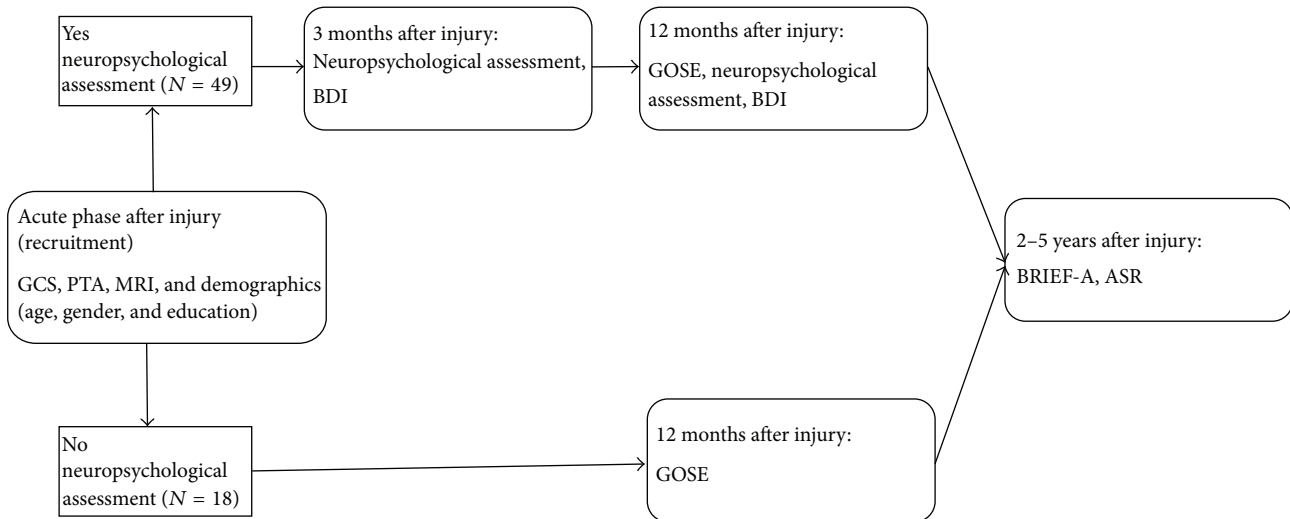 Yes
neuropsychological
assessment (N = 49)
3 months after injury:
Neuropsychological assessment,
BDI
12 months after injury:
GOSE, neuropsychological
assessment, BDI
Acute phase after injury
(recruitment)
GCS, PTA, MRI, and demographics
(age, gender, and education)
2–5 years after injury:
BRIEF-A, ASR
No
neuropsychological
assessment (N = 18)
12 months after injury:
GOSE